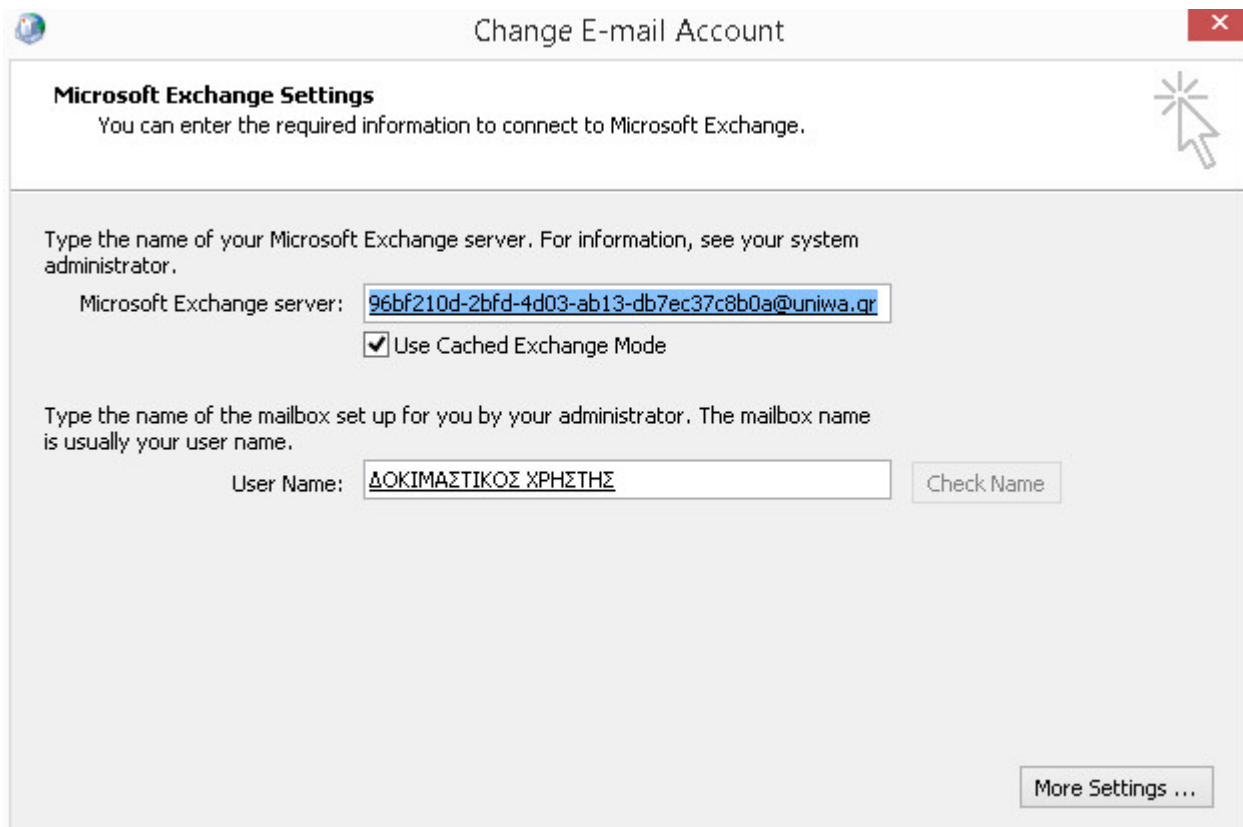 Change E-mail Account
Microsoft Exchange Settings
You can enter the required information to connect to Microsoft Exchange.
Type the name of your Microsoft Exchange server. For information, see your system
administrator.
Microsoft Exchange server: 96bf210d-2bfd-4d03-ab13-db7ec37c8b0a@uniwa.gr
Use Cached Exchange Mode
Type the name of the mailbox set up for you by your administrator. The mailbox name
is usually your user name.
User Name: ΔΟΚΙΜΑΣΤΙΚΟΣ ΧΡΗΣΤΗΣ Check Name
More Settings ...